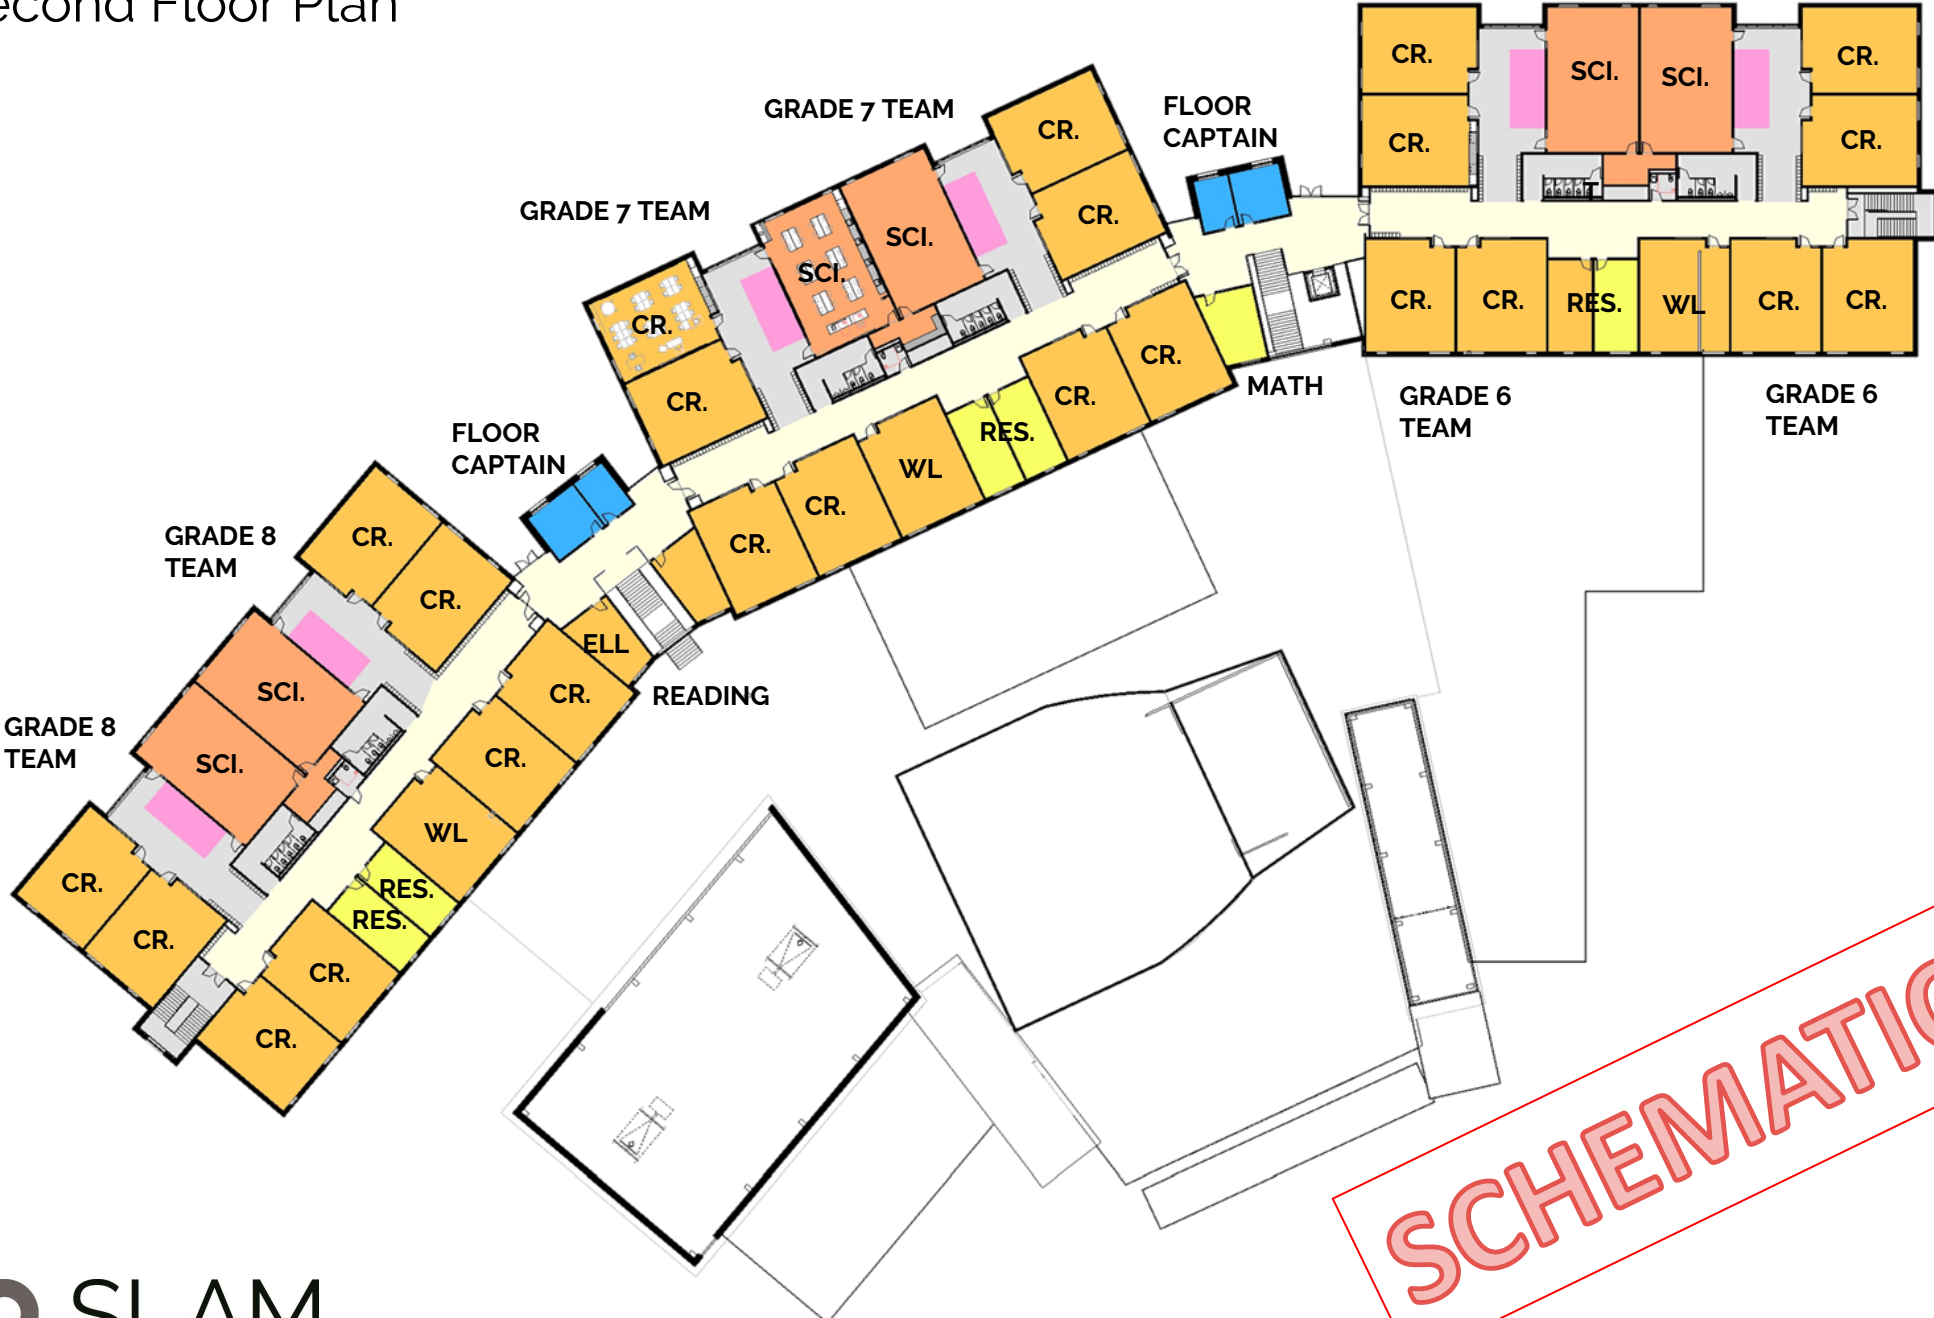 econd Floor Plan
CR.
SCI.
SCI.
CR.
CR.
CR.
T
CR.
CR.
RES.
WL
CR.
CR.
GRADE 6
TEAM
GRADE 6
TEAM
FLOOR
CAPTAIN
GRADE 7 TEAM
CR.
CR.
SCI.
GRADE 7 TEAM
SCI.
CR.
CR.
MATH
CR.
CR.
RES.
WL
CR.
CR.
FLOOR
CAPTAIN
GRADE 8
TEAM
CR.
CR.
ELL
READING
CR.
SCI.
GRADE 8
TEAM
SCI.
CR.
WL
RES.
RES.
CR.
CR.
CR.
CR.
SCHEMATIC
SLAM